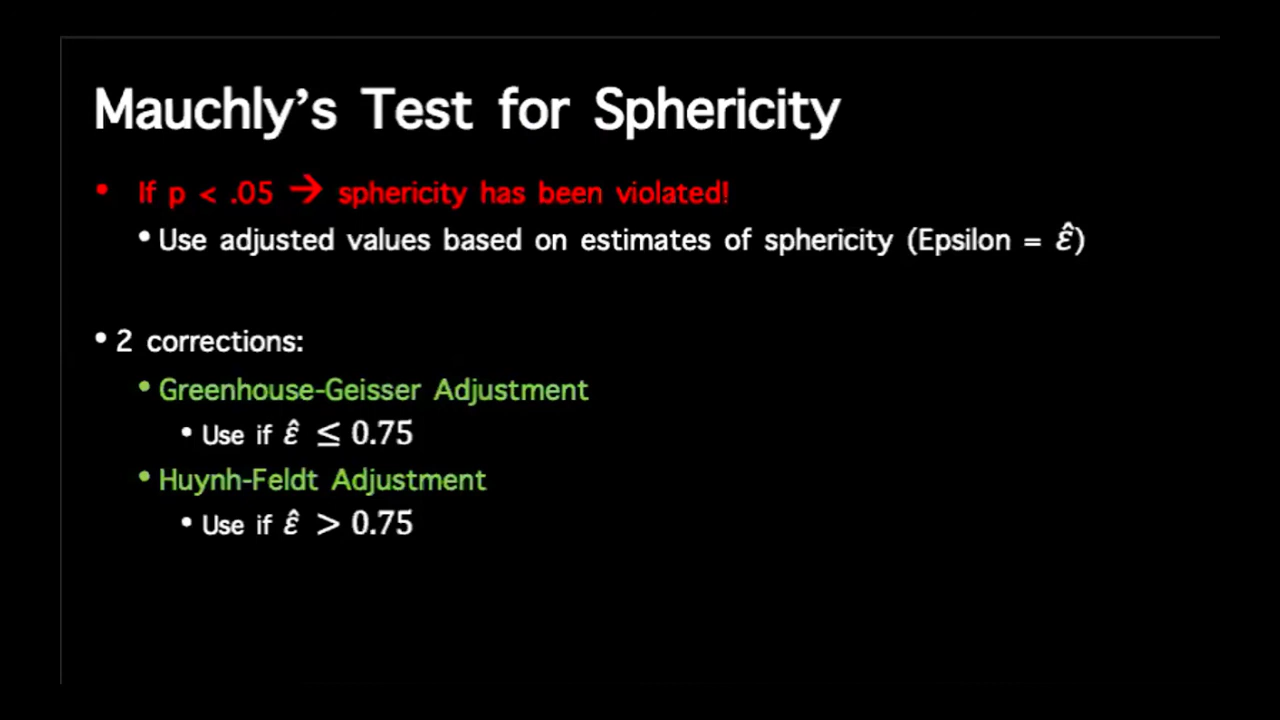 Mauchly’s Test for Sphericity
• If p < .05 → sphericity has been violated!
• Use adjusted values based on estimates of sphericity (Epsilon = ε̂)
• 2 corrections:
• Greenhouse-Geisser Adjustment
• Use if ε̂ ≤ 0.75
• Huynh-Feldt Adjustment
• Use if ε̂ > 0.75